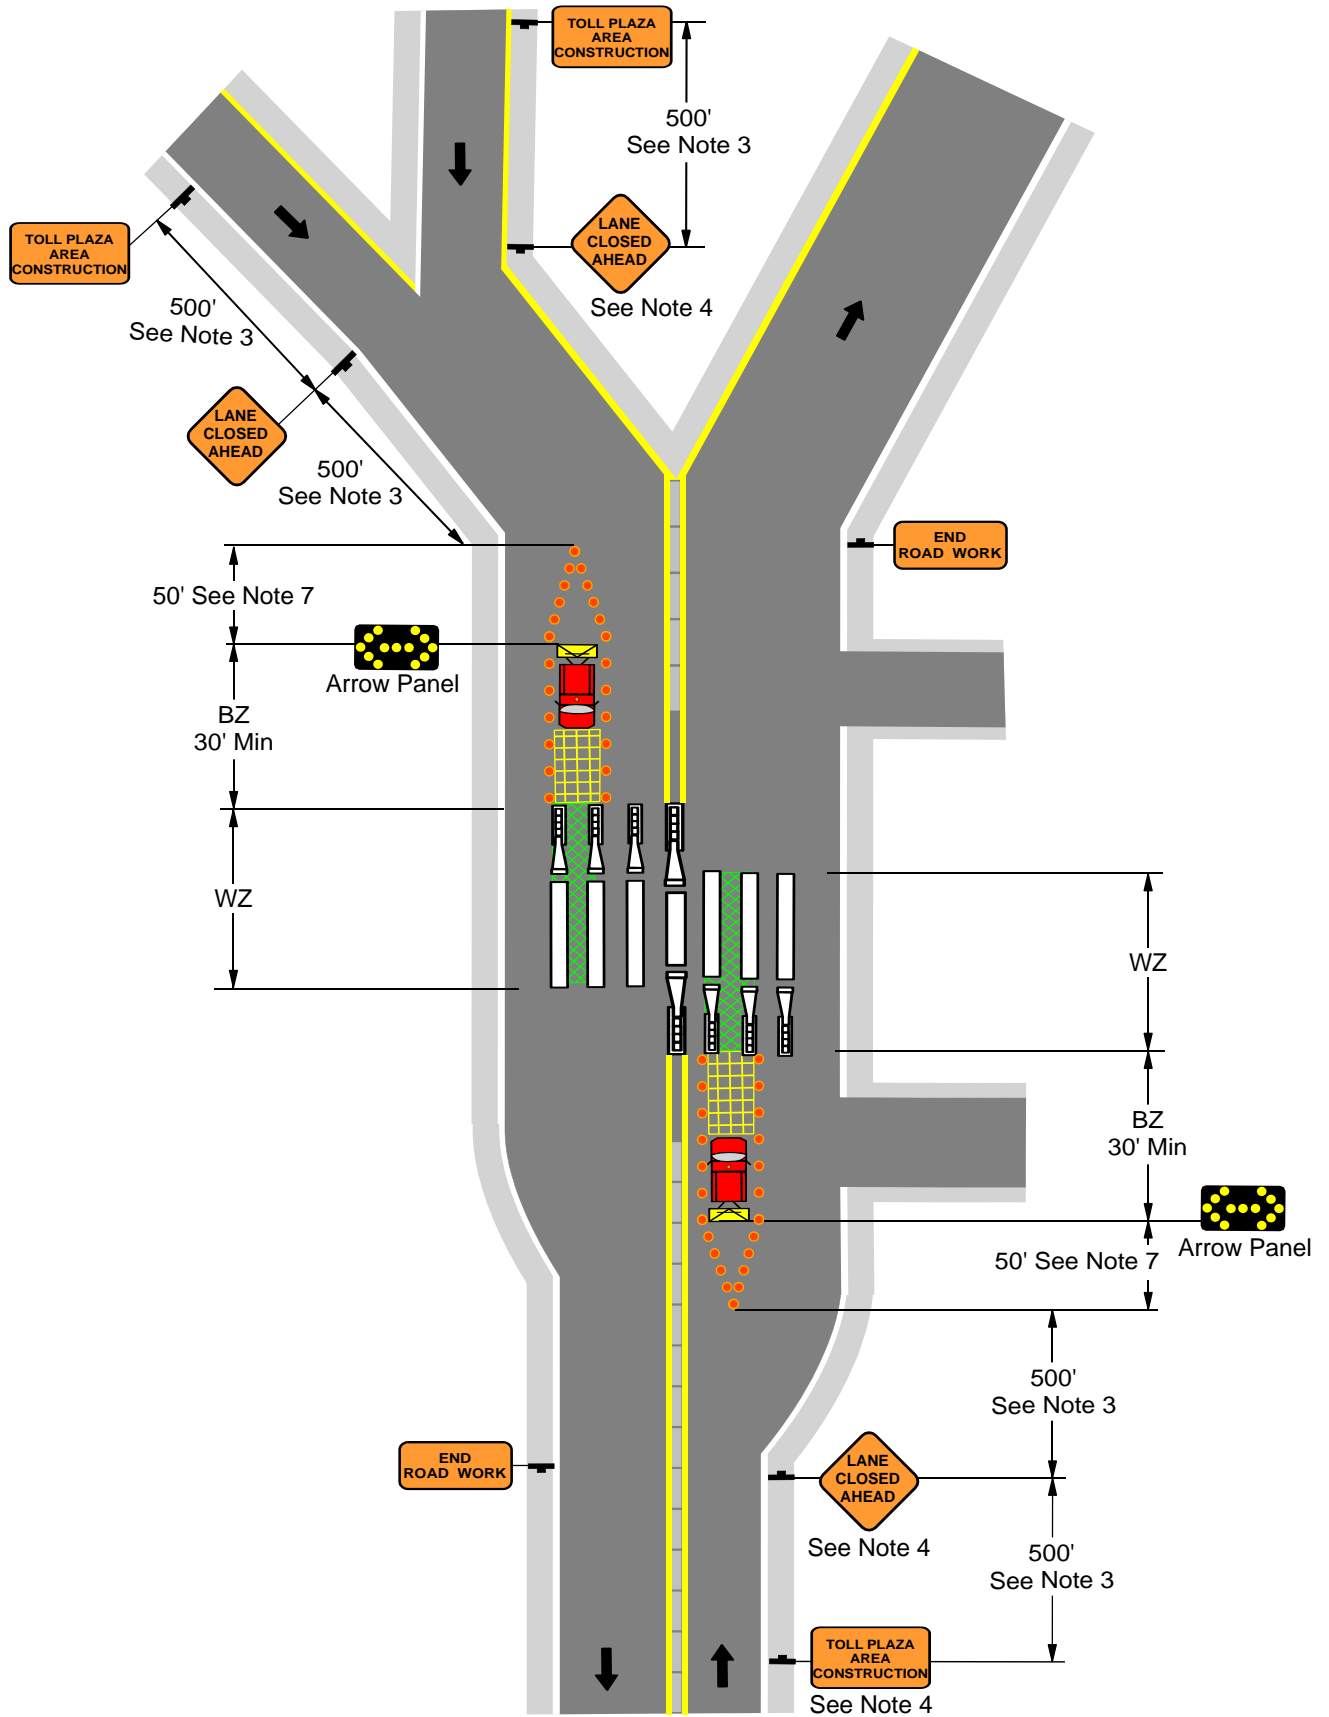 TOLL PLAZA
AREA
CONSTRUCTION
500'
See Note 3
LANE
CLOSED
AHEAD
See Note 4
TOLL PLAZA
AREA
CONSTRUCTION
500'
See Note 3
LANE
CLOSED
AHEAD
500'
See Note 3
END
ROAD WORK
50' See Note 7
Arrow Panel
BZ
30' Min
WZ
WZ
BZ
30' Min
Arrow Panel
50' See Note 7
500'
See Note 3
END
ROAD WORK
LANE
CLOSED
AHEAD
See Note 4
500'
See Note 3
TOLL PLAZA
AREA
CONSTRUCTION
See Note 4